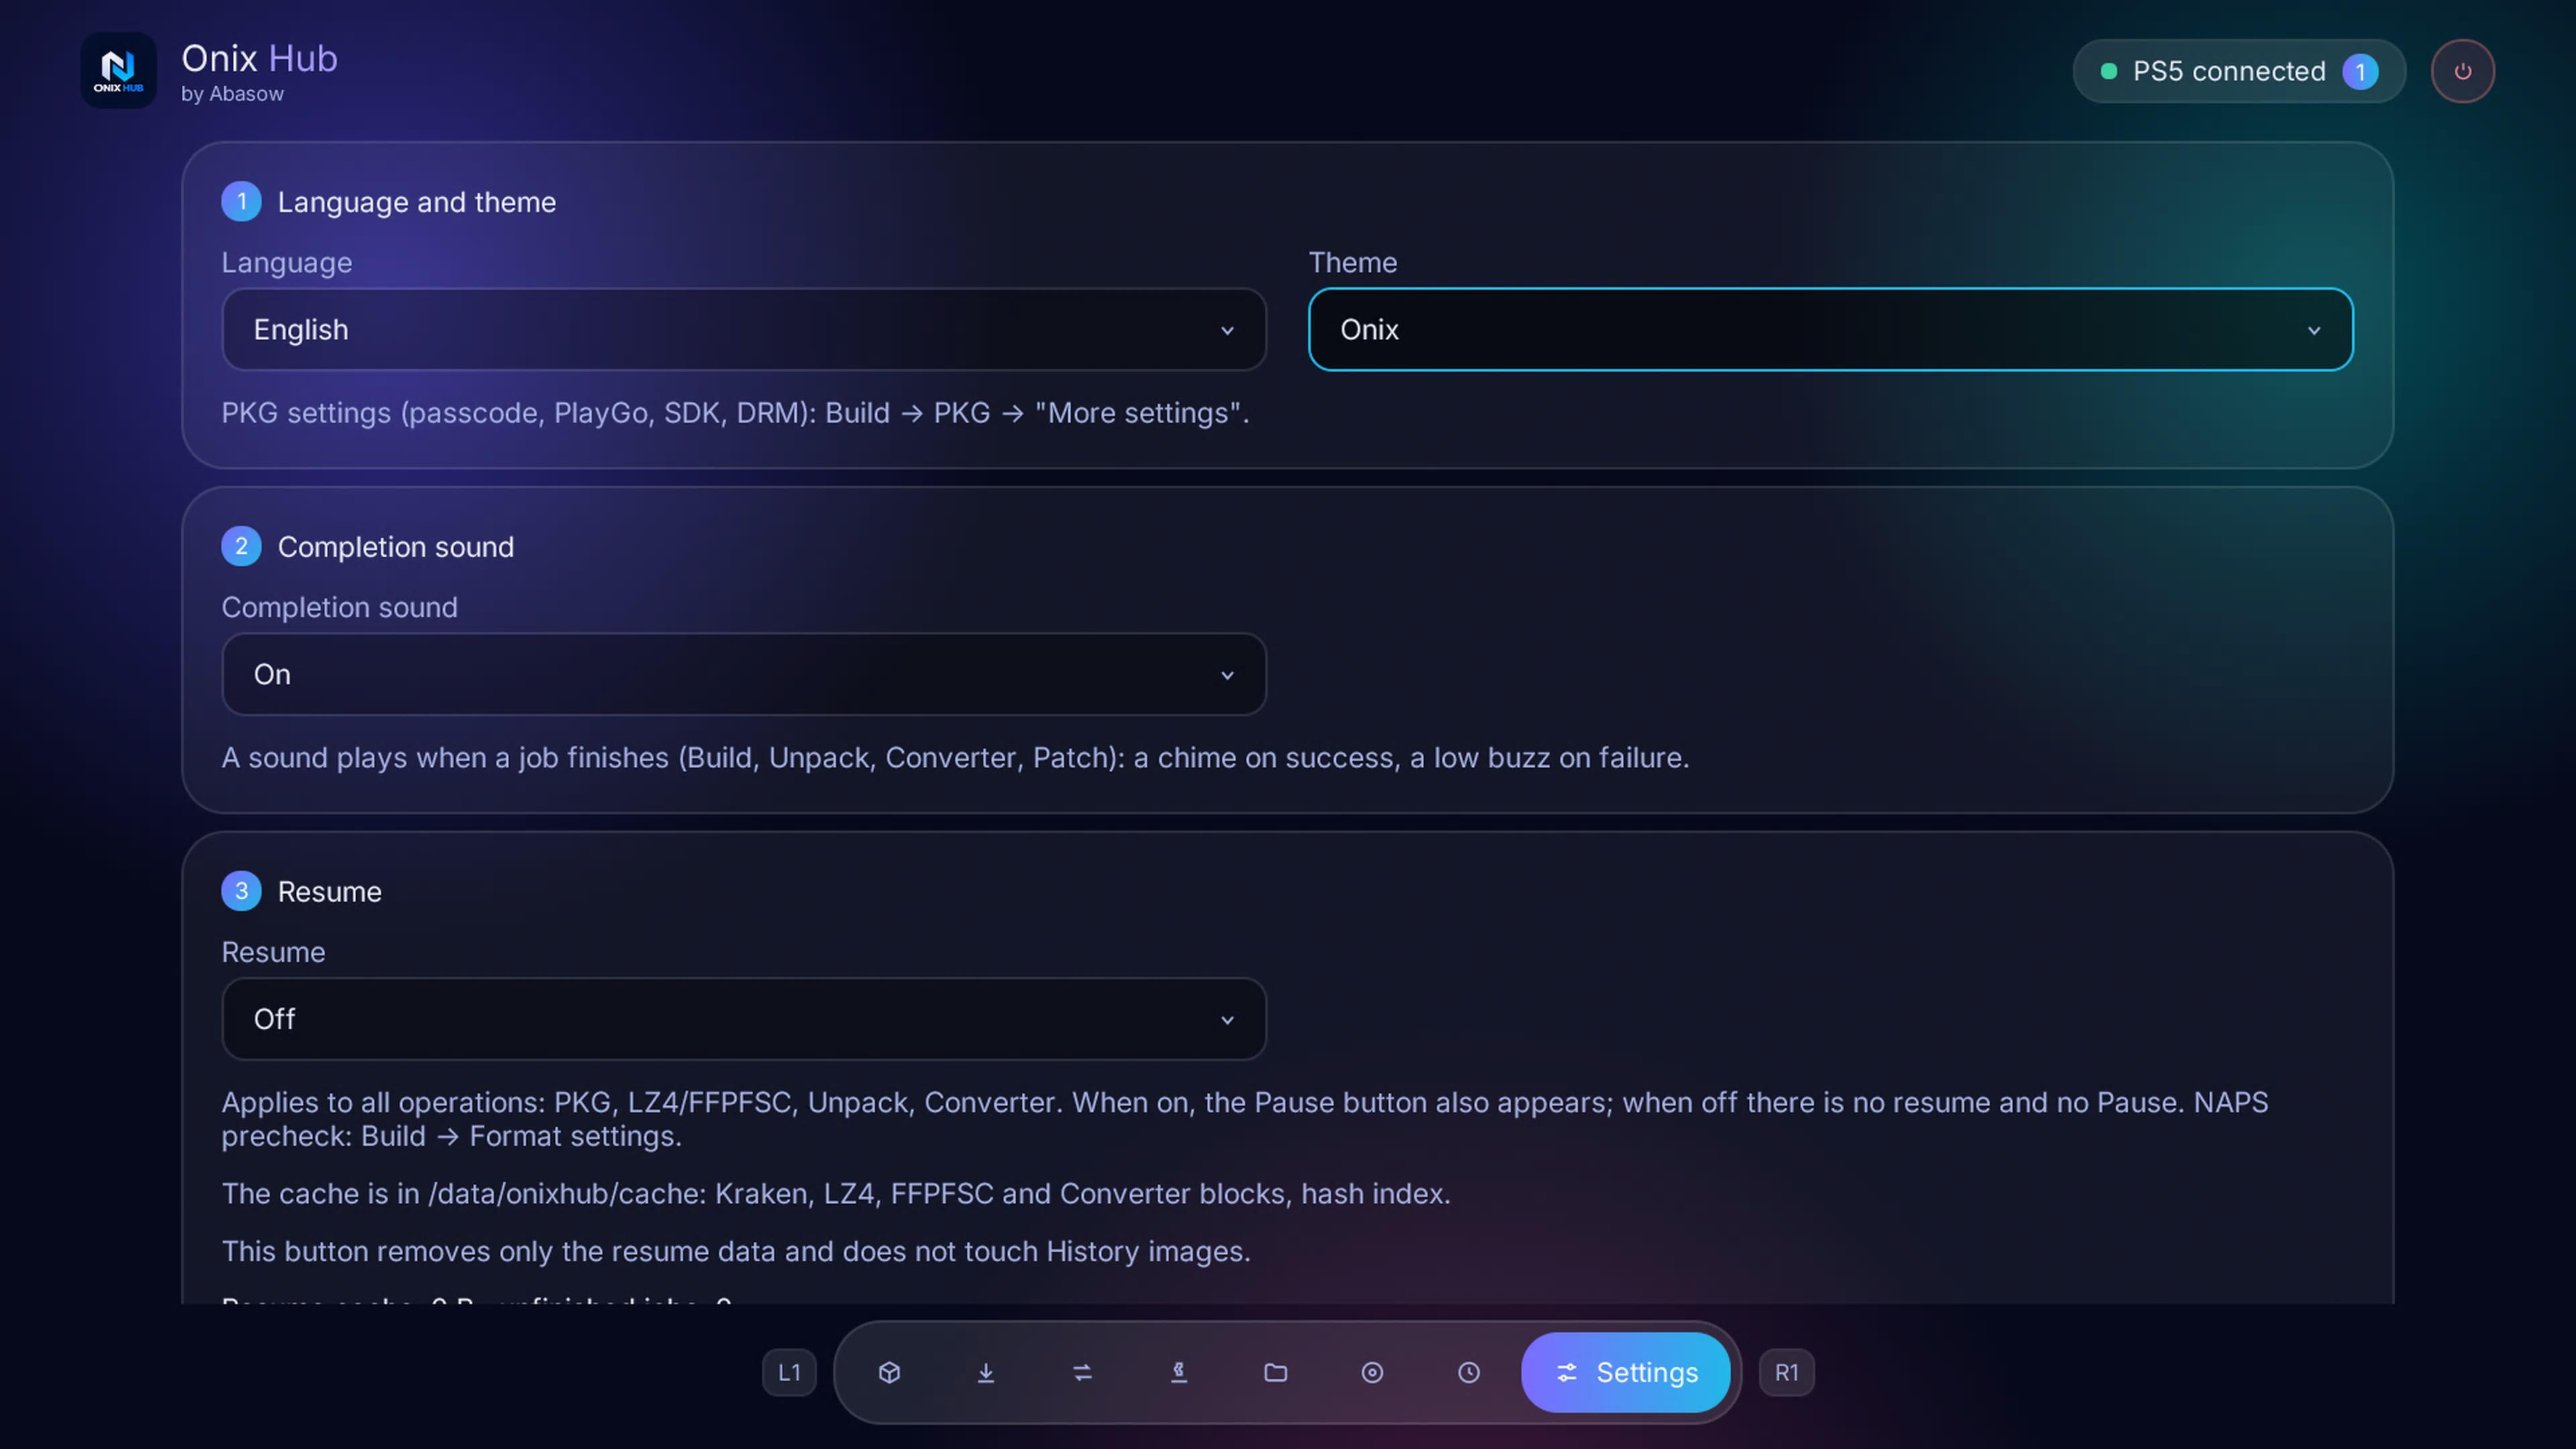 ONIX HUB
Onix Hub
by Abasow
PS5 connected 1
1 Language and theme
Language
Theme
English
Onix
PKG settings (passcode, PlayGo, SDK, DRM): Build → PKG → "More settings".
2 Completion sound
Completion sound
On
A sound plays when a job finishes (Build, Unpack, Converter, Patch): a chime on success, a low buzz on failure.
3 Resume
Resume
Off
Applies to all operations: PKG, LZ4/FFPFSC, Unpack, Converter. When on, the Pause button also appears; when off there is no resume and no Pause. NAPS
precheck: Build → Format settings.
The cache is in /data/onixhub/cache: Kraken, LZ4, FFPFSC and Converter blocks, hash index.
This button removes only the resume data and does not touch History images.
L1
Settings
R1